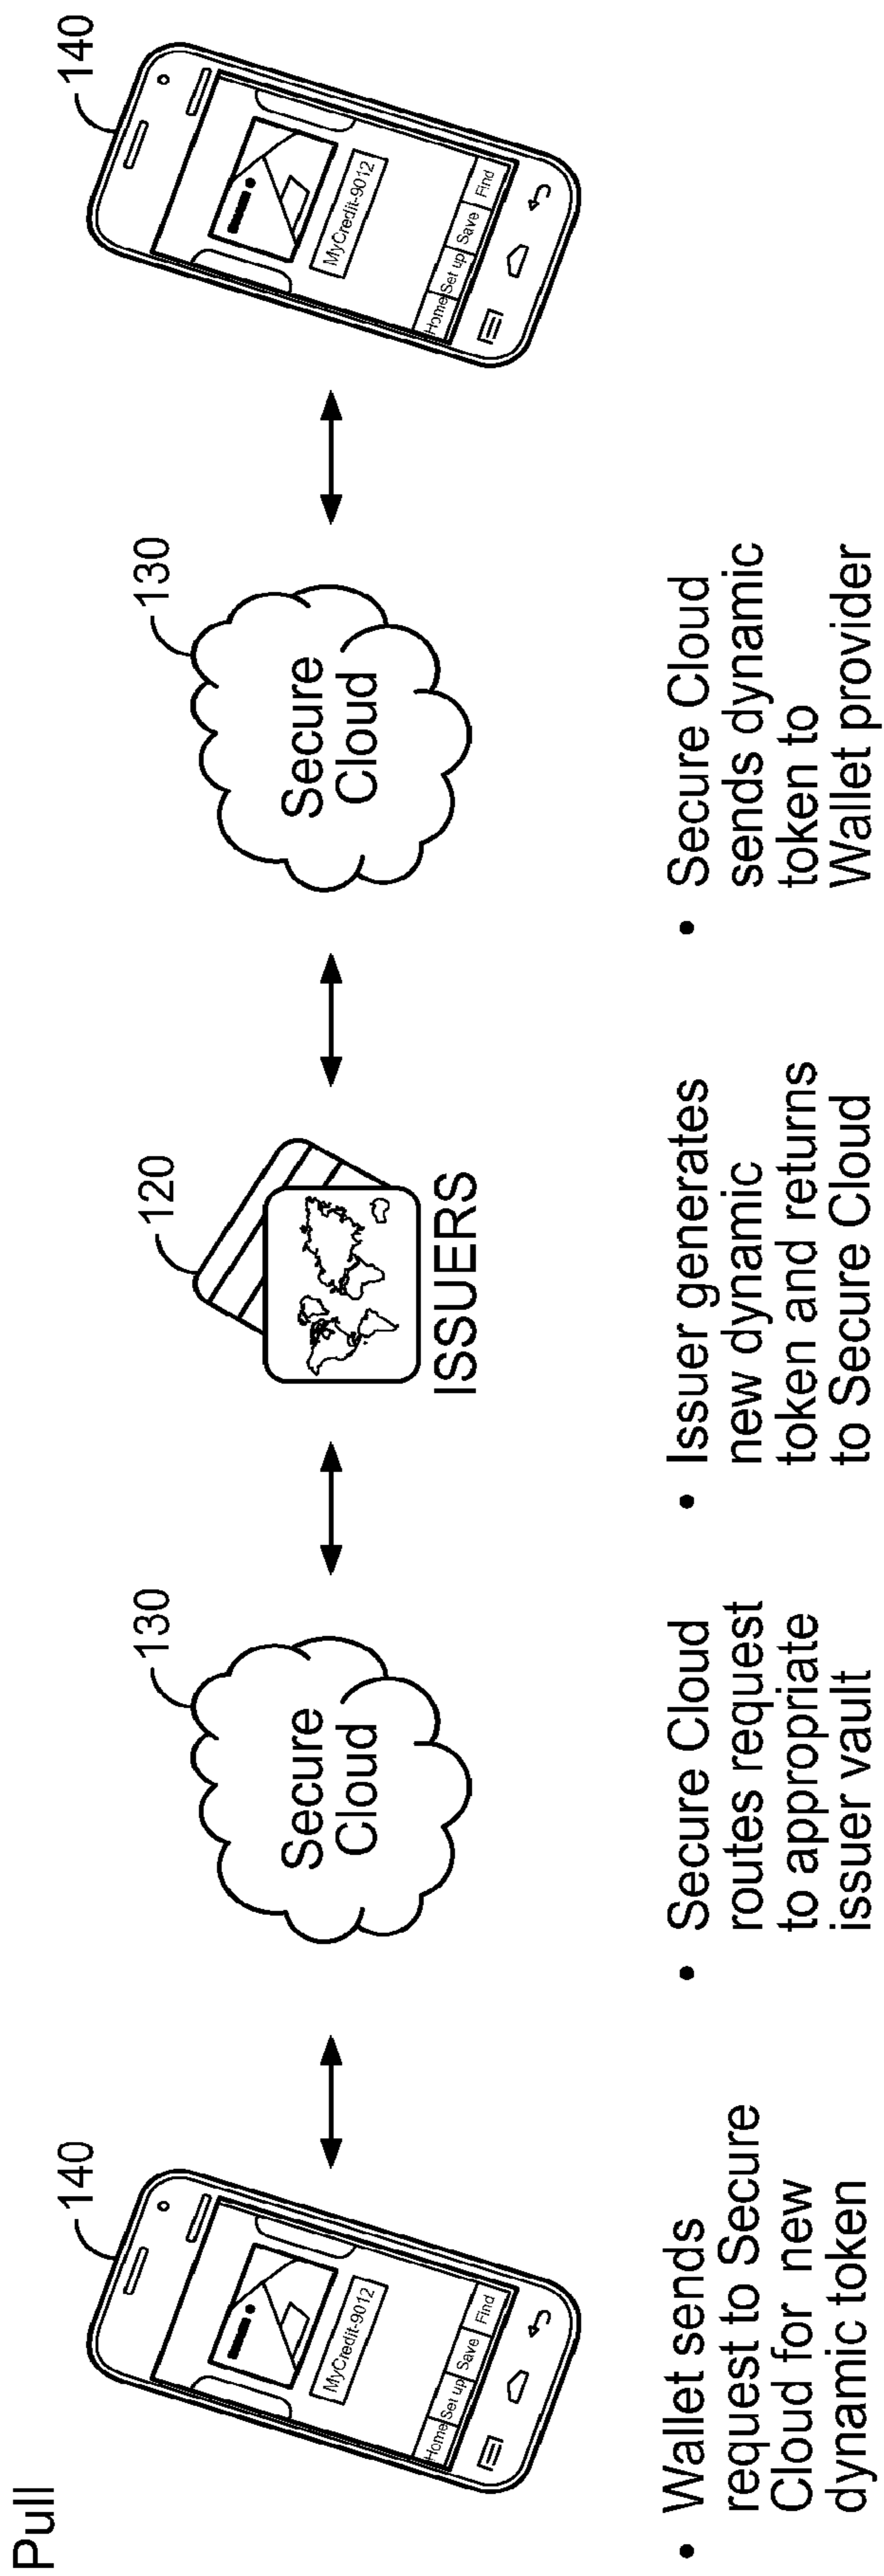 Pull
140
MyCredit-9012
Home Set up Save Find
130
Secure
Cloud
120
ISSUERS
130
Secure
Cloud
140
MyCredit-9012
Home Set up Save Find
• Wallet sends
request to Secure
Cloud for new
dynamic token
• Secure Cloud
routes request
to appropriate
issuer vault
• Issuer generates
new dynamic
token and returns
to Secure Cloud
• Secure Cloud
sends dynamic
token to
Wallet provider